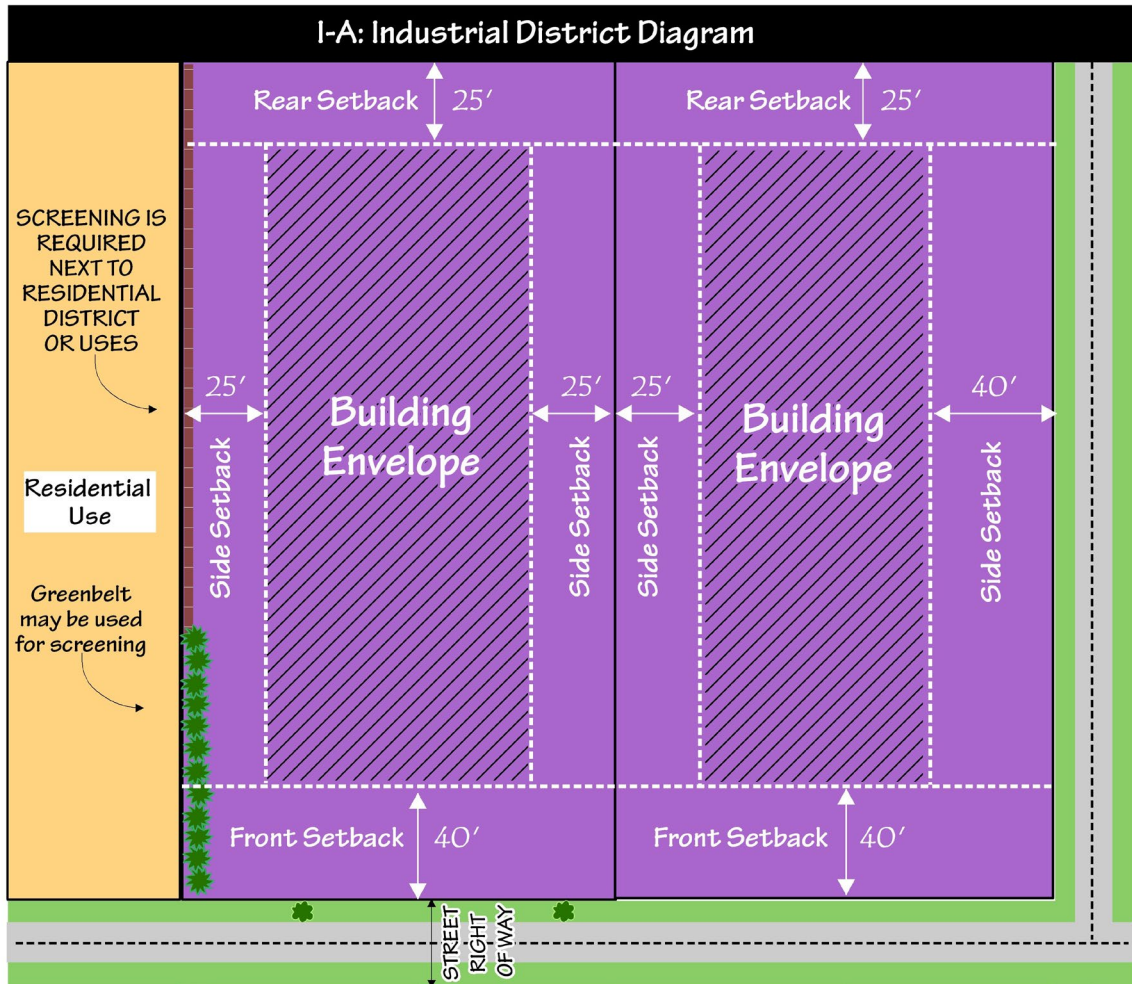 I-A: Industrial District Diagram
Rear Setback 25'
Rear Setback 25'
SCREENING IS
REQUIRED
NEXT TO
RESIDENTIAL
DISTRICT
OR USES
25'
Side Setback
Building
Envelope
25'
Side Setback
25'
Side Setback
Building
Envelope
40'
Side Setback
Residential
Use
Greenbelt
may be used
for screening
Front Setback 40'
Front Setback 40'
STREET
RIGHT
OF WAY